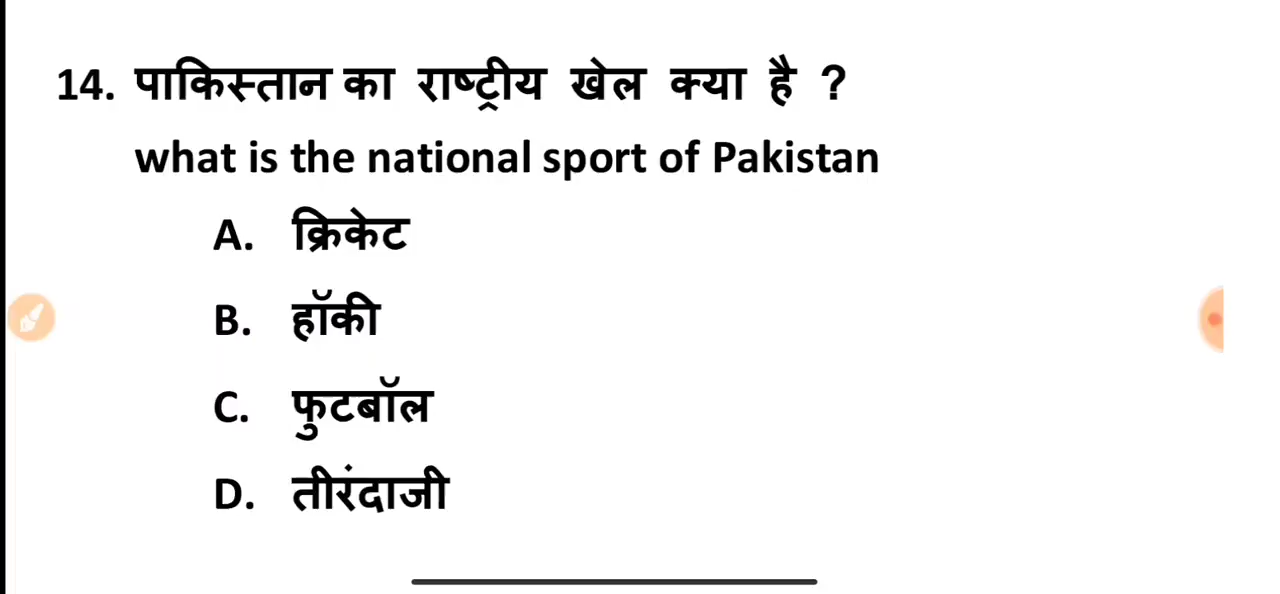 14. पाकिस्तान का राष्ट्रीय खेल क्या है ?
what is the national sport of Pakistan
A. क्रिकेट
B. हॉकी
C. फुटबॉल
D. तीरंदाजी